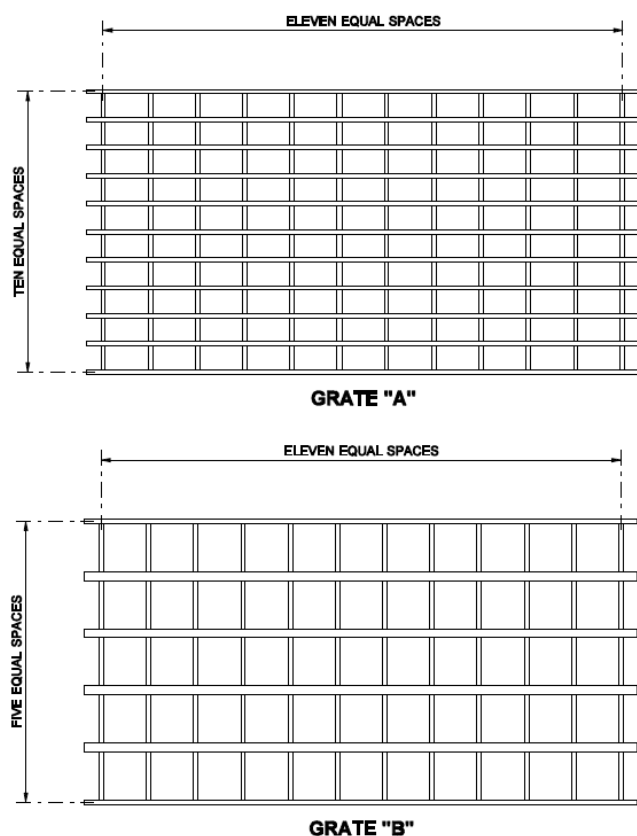 ELEVEN EQUAL SPACES
TEN EQUAL SPACES
GRATE "A"
ELEVEN EQUAL SPACES
FIVE EQUAL SPACES
GRATE "B"